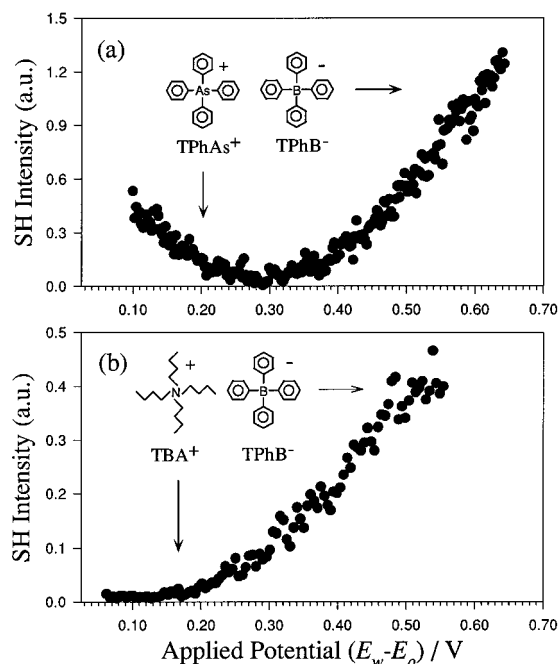 (a)
SH Intensity (a.u.)
1.5
1.2
0.9
0.6
0.3
0.0
+
As
−
B
TPhAs+
TPhB−
0.10 0.20 0.30 0.40 0.50 0.60 0.70
(b)
SH Intensity (a.u.)
0.5
0.4
0.3
0.2
0.1
0.0
+
N
−
B
TBA+
TPhB−
0.00 0.10 0.20 0.30 0.40 0.50 0.60 0.70
Applied Potential (Ew-Eo) / V